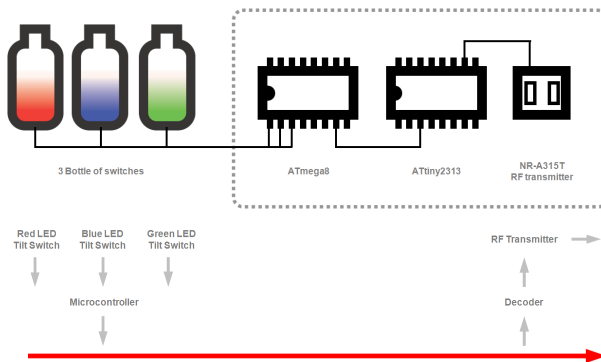 3 Bottle of switches
ATmega8
ATtiny2313
NR-A315T
RF transmitter
Red LED
Tilt Switch
Blue LED
Tilt Switch
Green LED
Tilt Switch
RF Transmitter
Microcontroller
Decoder